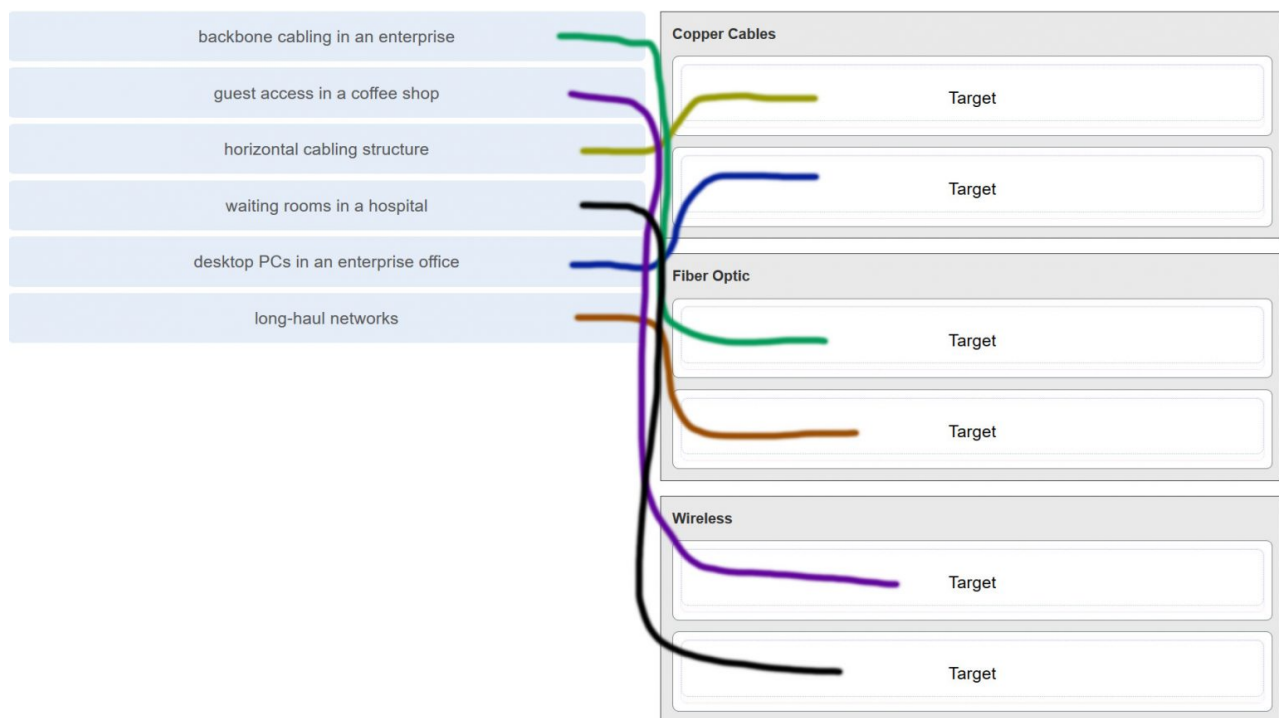 backbone cabling in an enterprise
guest access in a coffee shop
horizontal cabling structure
waiting rooms in a hospital
desktop PCs in an enterprise office
long-haul networks
Copper Cables
Target
Target
Fiber Optic
Target
Target
Wireless
Target
Target